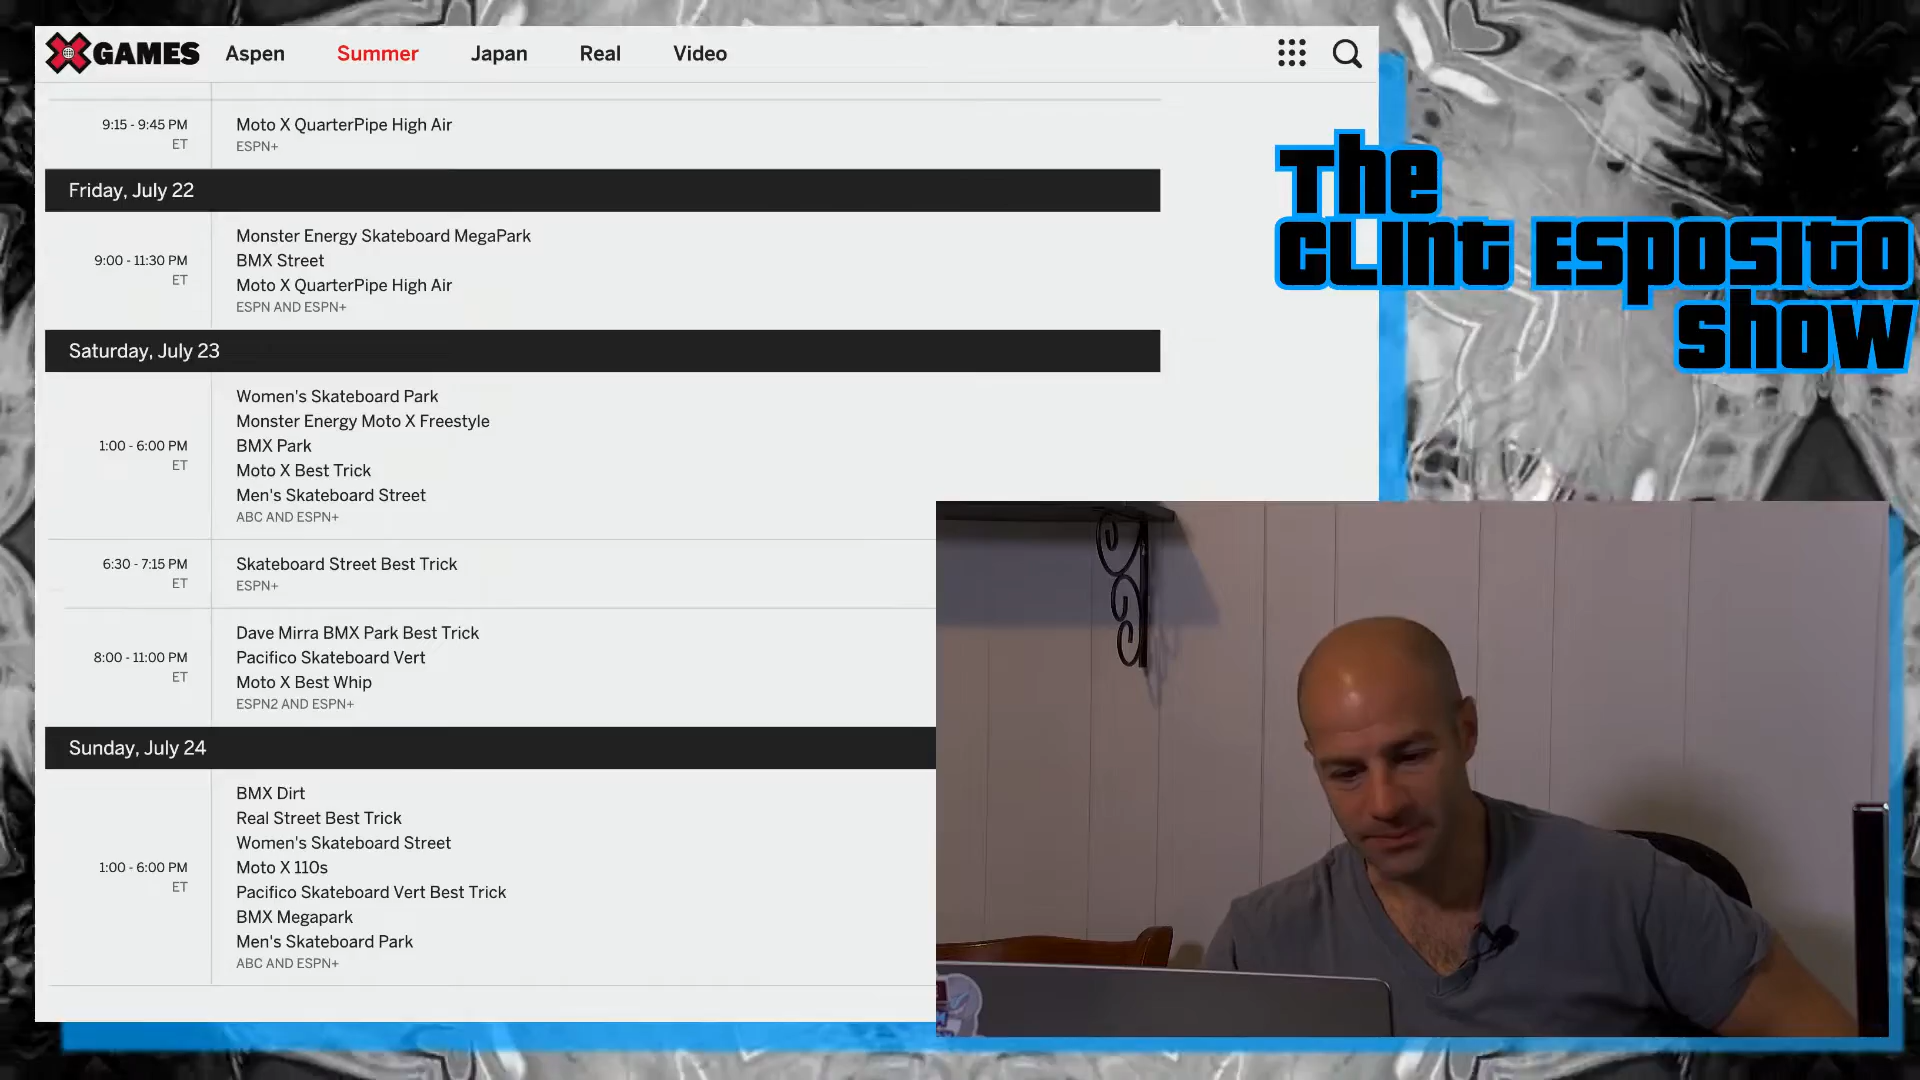 GAMES
Aspen
Summer
Japan
Real
Video
9:15 - 9:45 PM
ET
Moto X QuarterPipe High Air
ESPN+
Friday, July 22
9:00 - 11:30 PM
ET
Monster Energy Skateboard MegaPark
BMX Street
Moto X QuarterPipe High Air
ESPN AND ESPN+
Saturday, July 23
1:00 - 6:00 PM
ET
Women's Skateboard Park
Monster Energy Moto X Freestyle
BMX Park
Moto X Best Trick
Men's Skateboard Street
ABC AND ESPN+
6:30 - 7:15 PM
ET
Skateboard Street Best Trick
ESPN+
8:00 - 11:00 PM
ET
Dave Mirra BMX Park Best Trick
Pacifico Skateboard Vert
Moto X Best Whip
ESPN2 AND ESPN+
Sunday, July 24
1:00 - 6:00 PM
ET
BMX Dirt
Real Street Best Trick
Women's Skateboard Street
Moto X 110s
Pacifico Skateboard Vert Best Trick
BMX Megapark
Men's Skateboard Park
ABC AND ESPN+
The
CLINT ESPOSITO
SHOW